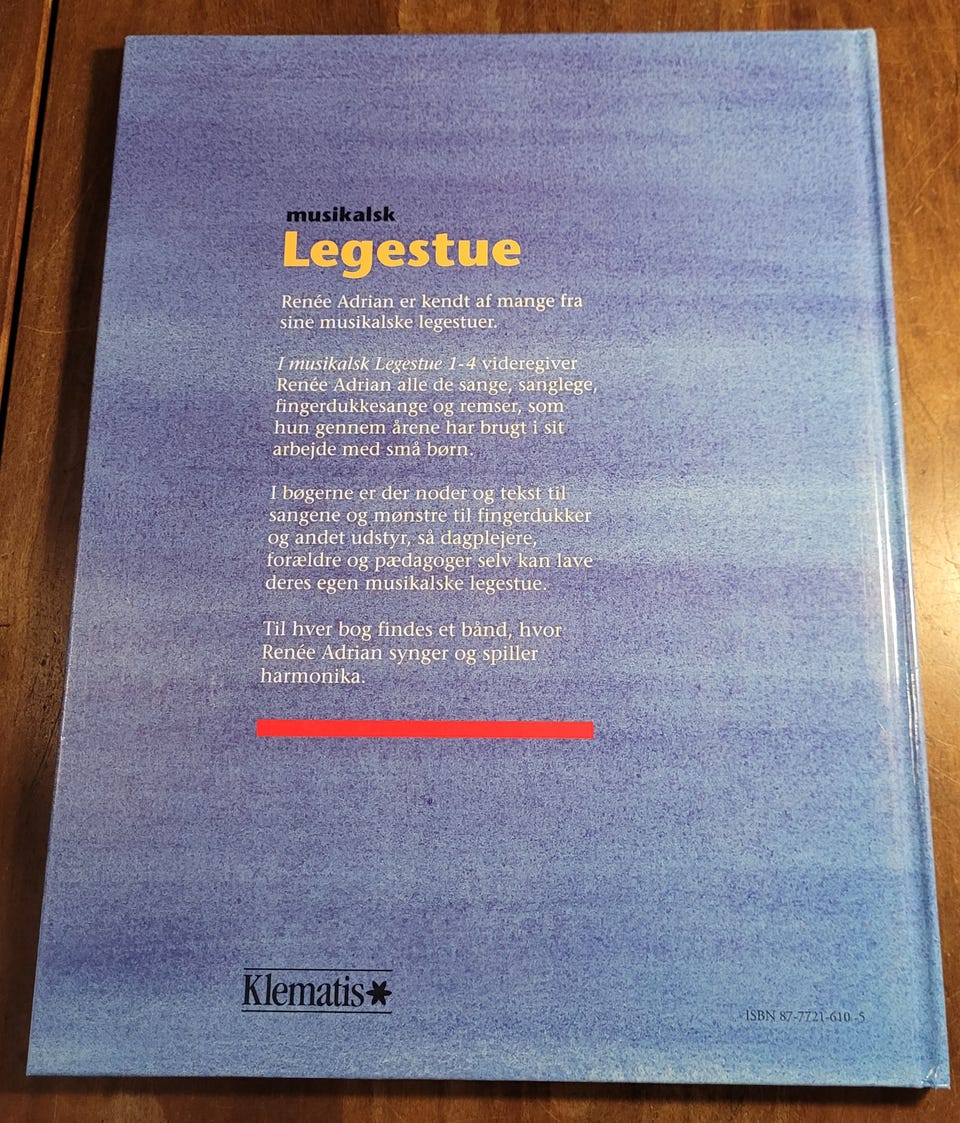 musikalsk
Legestue
Renée Adrian er kendt af mange fra
sine musikalske legestuer.
I musikalsk Legestue 1-4 videregiver
Renée Adrian alle de sange, sanglege,
fingerdukkesange og remser, som
hun gennem årene har brugt i sit
arbejde med små børn.
I bøgerne er der noder og tekst til
sangene og mønstre til fingerdukker
og andet udstyr, så dagplejere,
forældre og pædagoger selv kan lave
deres egen musikalske legestue.
Til hver bog findes et bånd, hvor
Renée Adrian synger og spiller
harmonika.
Klematis
ISBN 87-7721-610-5